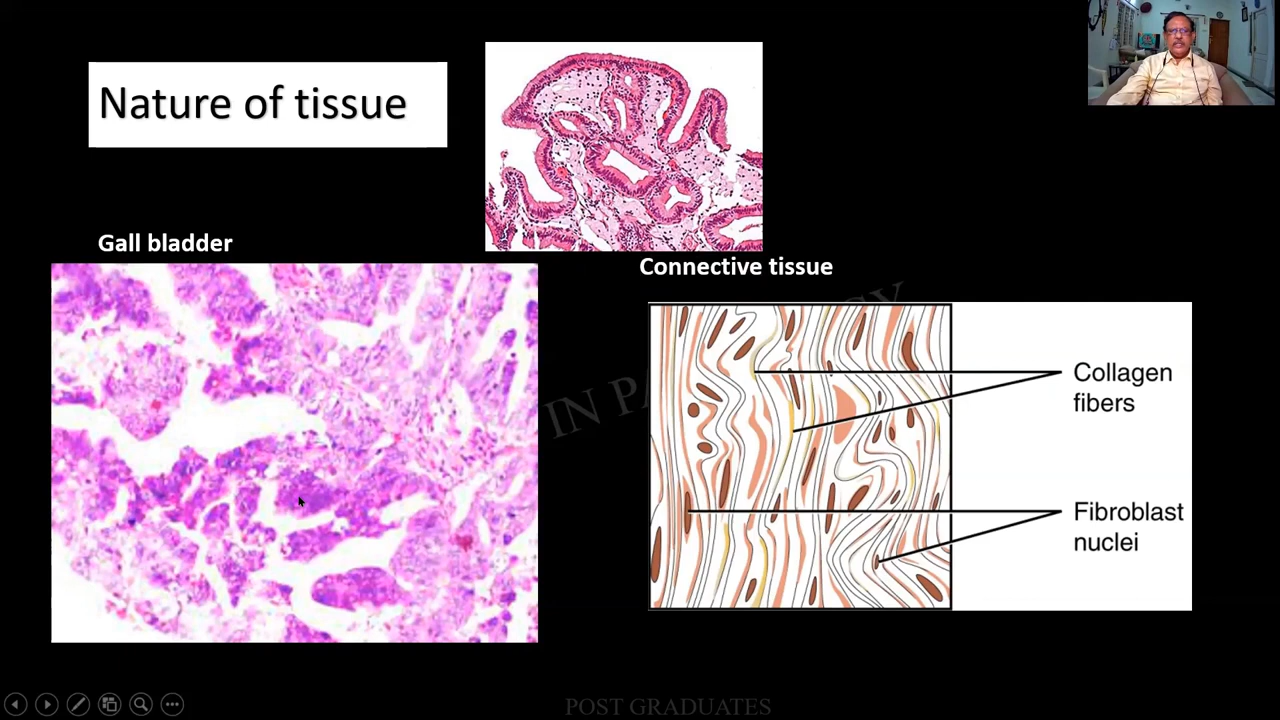 Nature of tissue
Gall bladder
Connective tissue
Collagen
fibers
Fibroblast
nuclei
POST GRADUATES